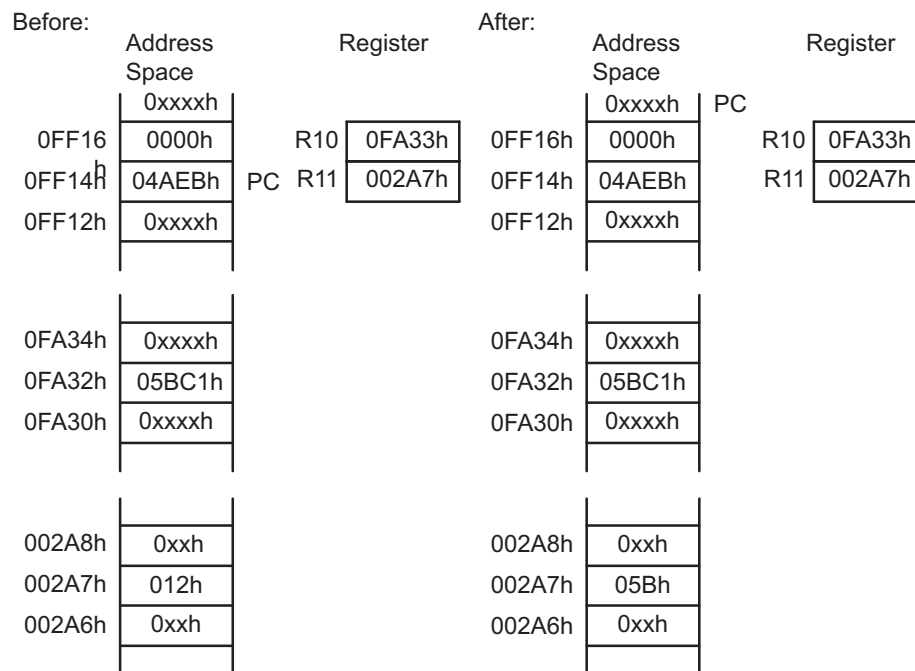 Before:
Address Space
Register
0xxxxh
0FF16h 0000h R10 0FA33h
0FF14h 04AEBh PC R11 002A7h
0FF12h 0xxxxh
0FA34h 0xxxxh
0FA32h 05BC1h
0FA30h 0xxxxh
002A8h 0xxh
002A7h 012h
002A6h 0xxh
After:
Address Space
Register
0xxxxh PC
0FF16h 0000h R10 0FA33h
0FF14h 04AEBh R11 002A7h
0FF12h 0xxxxh
0FA34h 0xxxxh
0FA32h 05BC1h
0FA30h 0xxxxh
002A8h 0xxh
002A7h 05Bh
002A6h 0xxh